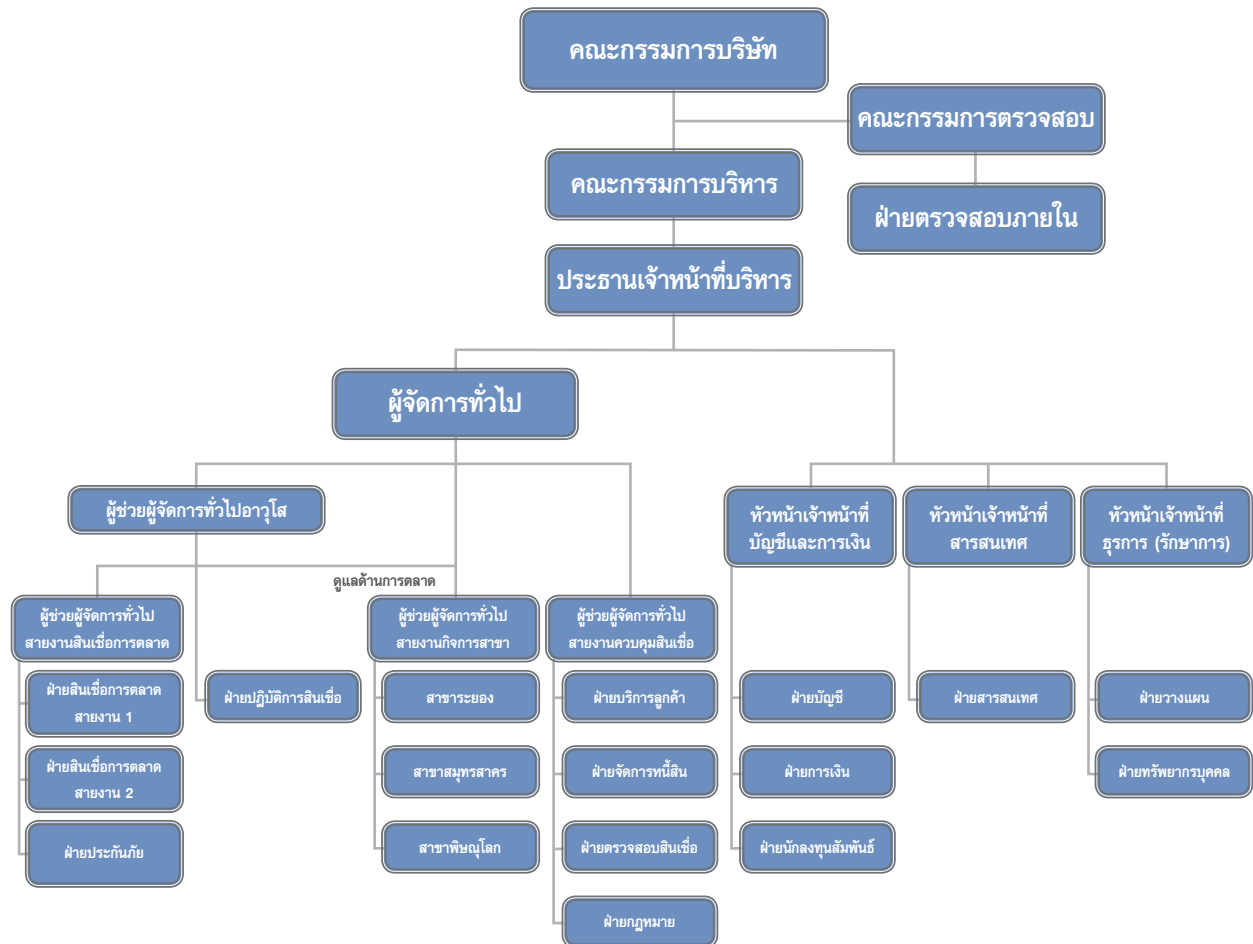 คณะกรรมการบริษัท
คณะกรรมการตรวจสอบ
คณะกรรมการบริหาร
ฝ่ายตรวจสอบภายใน
ประธานเจ้าหน้าที่บริหาร
ผู้จัดการทั่วไป
ผู้ช่วยผู้จัดการทั่วไปอาวุโส
หัวหน้าเจ้าหน้าที่
บัญชีและการเงิน
หัวหน้าเจ้าหน้าที่
สารสนเทศ
หัวหน้าเจ้าหน้าที่
ธุรการ (รักษาการ)
ดูแลด้านการตลาด
ผู้ช่วยผู้จัดการทั่วไป
สายงานสินเชื่อการตลาด
ผู้ช่วยผู้จัดการทั่วไป
สายงานกิจการสาขา
ผู้ช่วยผู้จัดการทั่วไป
สายงานควบคุมสินเชื่อ
ฝ่ายสินเชื่อการตลาด
สายงาน 1
ฝ่ายปฎิบัติการสินเชื่อ
สาขาระยอง
ฝ่ายบริการลูกค้า
ฝ่ายบัญชี
ฝ่ายสารสนเทศ
ฝ่ายวางแผน
ฝ่ายสินเชื่อการตลาด
สายงาน 2
สาขาสมุทรสาคร
ฝ่ายจัดการหนี้สิน
ฝ่ายการเงิน
ฝ่ายทรัพยากรบุคคล
ฝ่ายประกันภัย
สาขาพิษณุโลก
ฝ่ายตรวจสอบสินเชื่อ
ฝ่ายนักลงทุนสัมพันธ์
ฝ่ายกฎหมาย